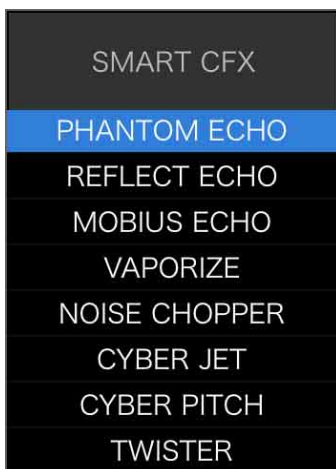 SMART CFX
PHANTOM ECHO
REFLECT ECHO
MOBIUS ECHO
VAPORIZE
NOISE CHOPPER
CYBER JET
CYBER PITCH
TWISTER